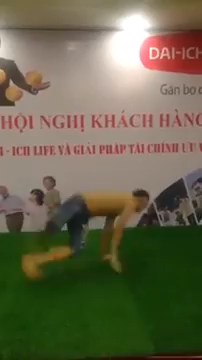 DAI-ICH
Gắn bó d
HỘI NGHỊ KHÁCH HÀNG
I - ICH LIFE VÀ GIẢI PHÁP TÀI CHÍNH ƯU V